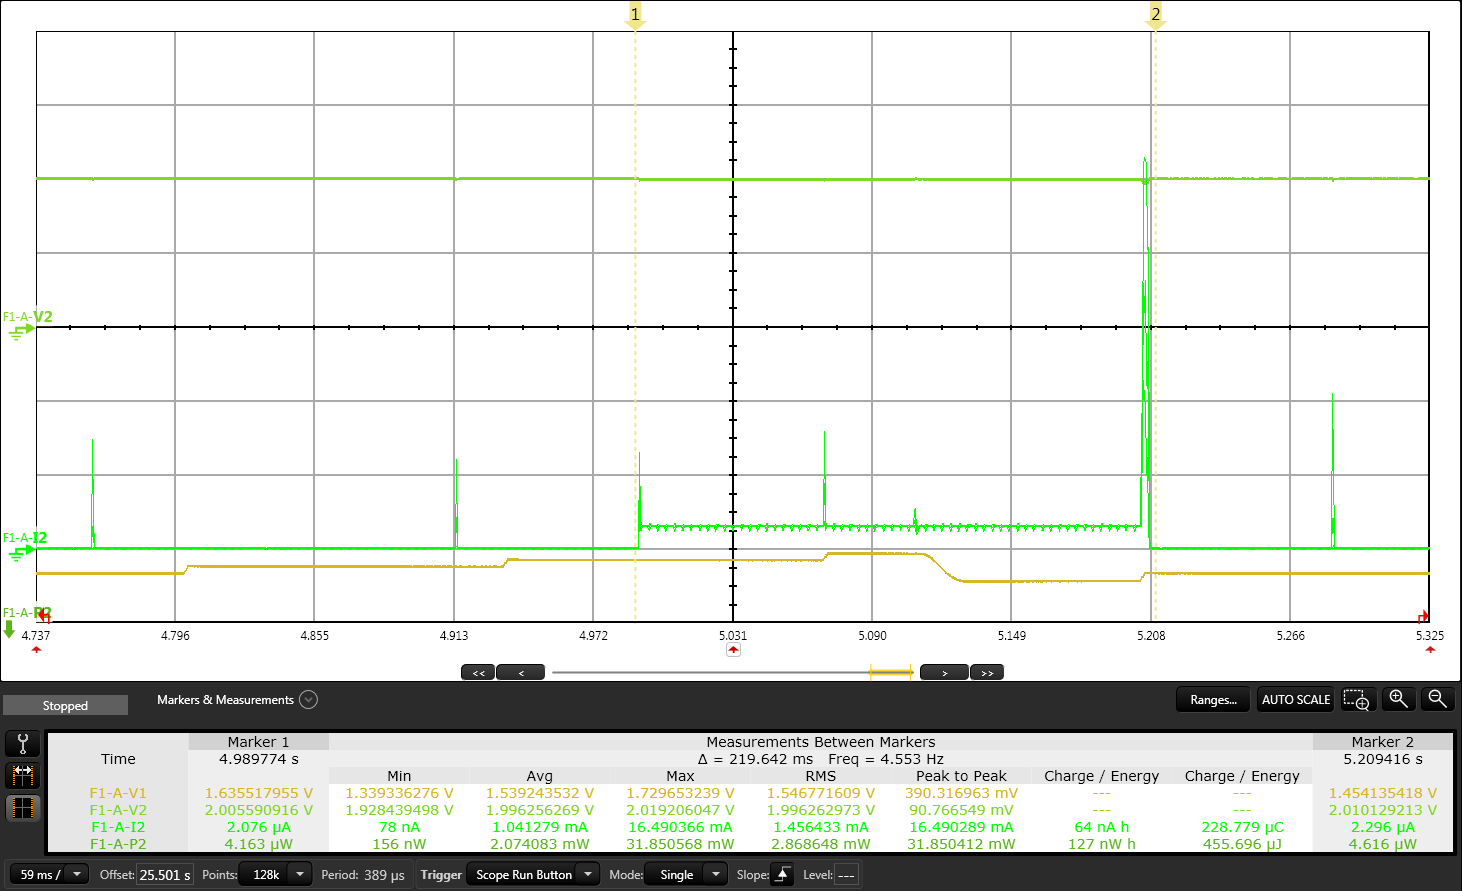 1 2
F1-A-V2
F1-A-I2
F1-A-P2
4.737 4.796 4.855 4.913 4.972 5.031 5.090 5.149 5.208 5.266 5.325
<< < > >>
Stopped Markers & Measurements Ranges... AUTO SCALE
Marker 1 Measurements Between Markers Marker 2
Time 4.989774 s Δ = 219.642 ms Freq = 4.553 Hz 5.209416 s
Min Avg Max RMS Peak to Peak Charge / Energy Charge / Energy
F1-A-V1 1.635517955 V 1.339336276 V 1.539243532 V 1.729653239 V 1.546771609 V 390.316963 mV --- --- 1.454135418 V
F1-A-V2 2.005590916 V 1.928439498 V 1.996256269 V 2.019206047 V 1.996262973 V 90.766549 mV --- --- 2.010129213 V
F1-A-I2 2.076 µA 78 nA 1.041279 mA 16.490366 mA 1.456433 mA 16.490289 mA 64 nA h 228.779 µC 2.296 µA
F1-A-P2 4.163 µW 156 nW 2.074083 mW 31.850568 mW 2.868648 mW 31.850412 mW 127 nW h 455.696 µJ 4.616 µW
59 ms / Offset: 25.501 s Points: 128k Period: 389 µs Trigger Scope Run Button Mode: Single Slope: Level: ---